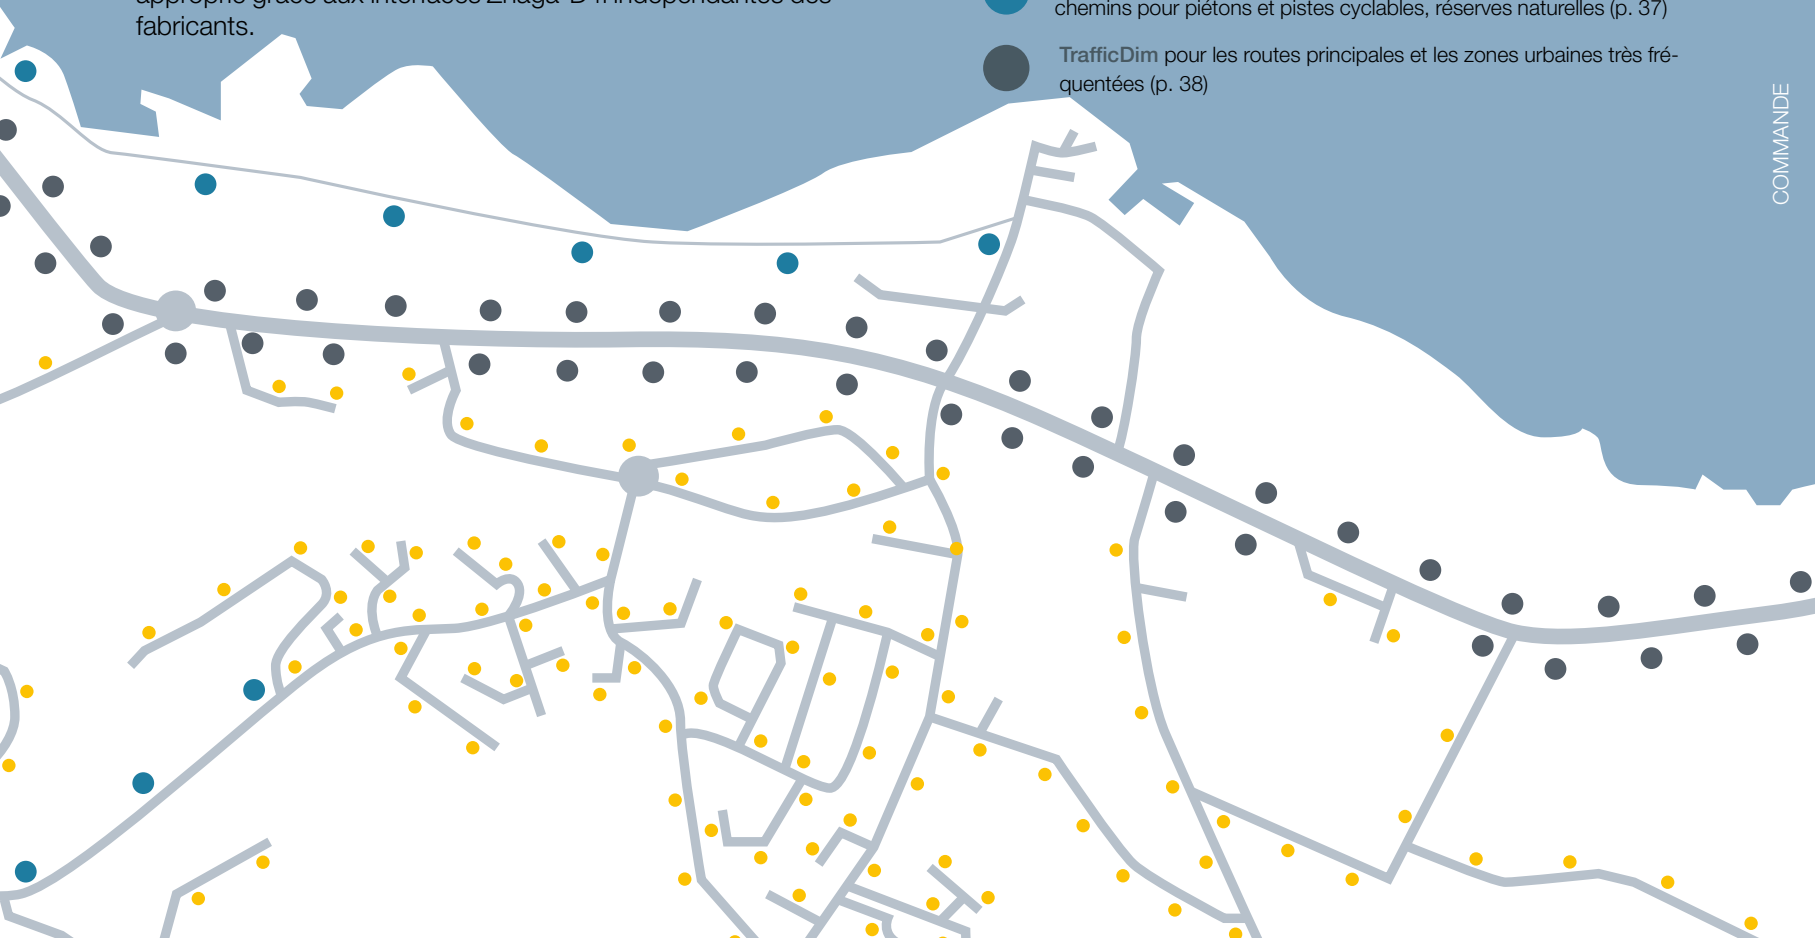 fabricants.
chemins pour piétons et pistes cyclables, réserves naturelles (p. 37)
TrafficDim pour les routes principales et les zones urbaines très fré-
quentées (p. 38)
COMMANDE